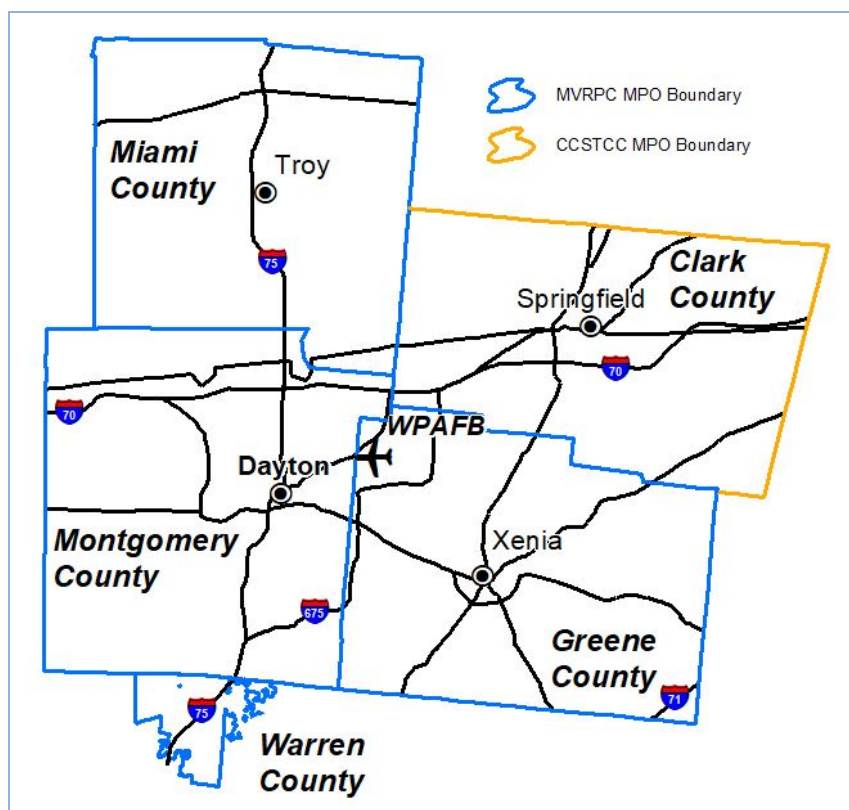 MVRPC MPO Boundary
CCSTCC MPO Boundary
Miami
County
Troy
75
Clark
County
Springfield
70
70
WPAFB
Dayton
Montgomery
County
Xenia
675
Greene
County
71
75
Warren
County